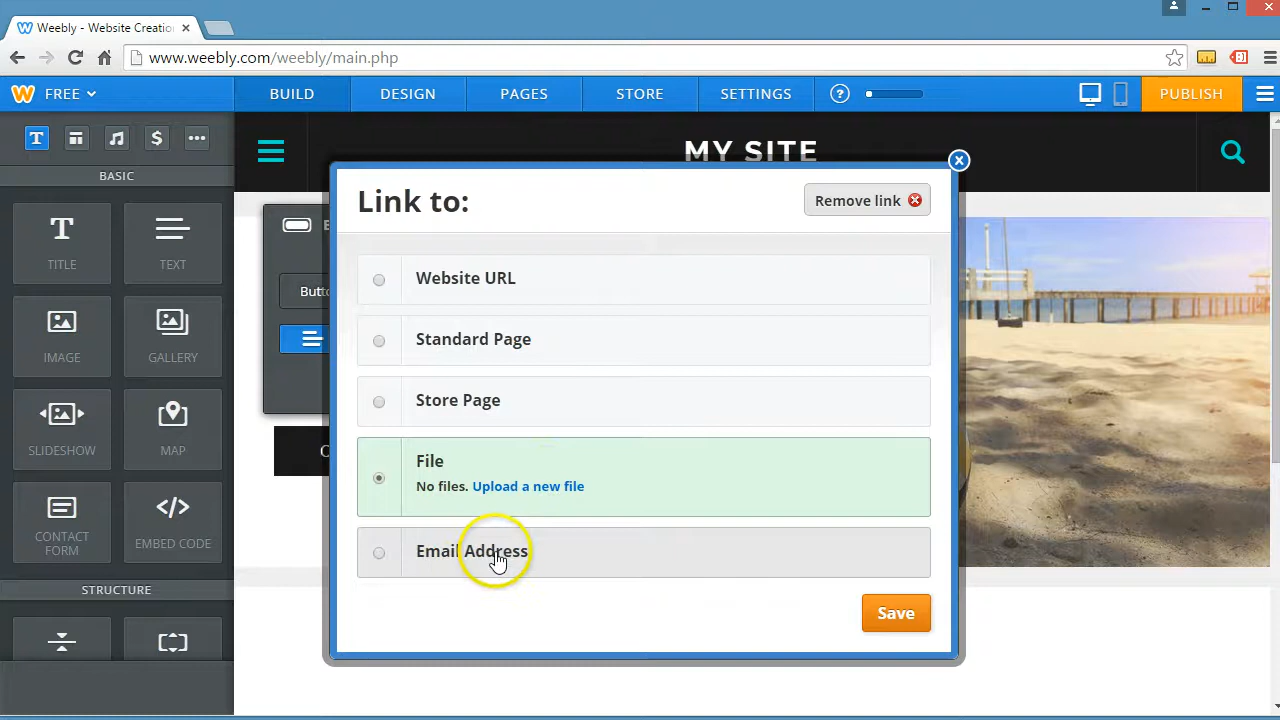 Weebly - Website Creation
www.weebly.com/weebly/main.php
FREE
BUILD
DESIGN
PAGES
STORE
SETTINGS
?
PUBLISH
T
$
BASIC
MY SITE
Link to:
Remove link
T
TITLE
TEXT
Website URL
Standard Page
IMAGE
GALLERY
Store Page
SLIDESHOW
MAP
File
No files. Upload a new file
CONTACT
FORM
EMBED CODE
Email Address
STRUCTURE
Save